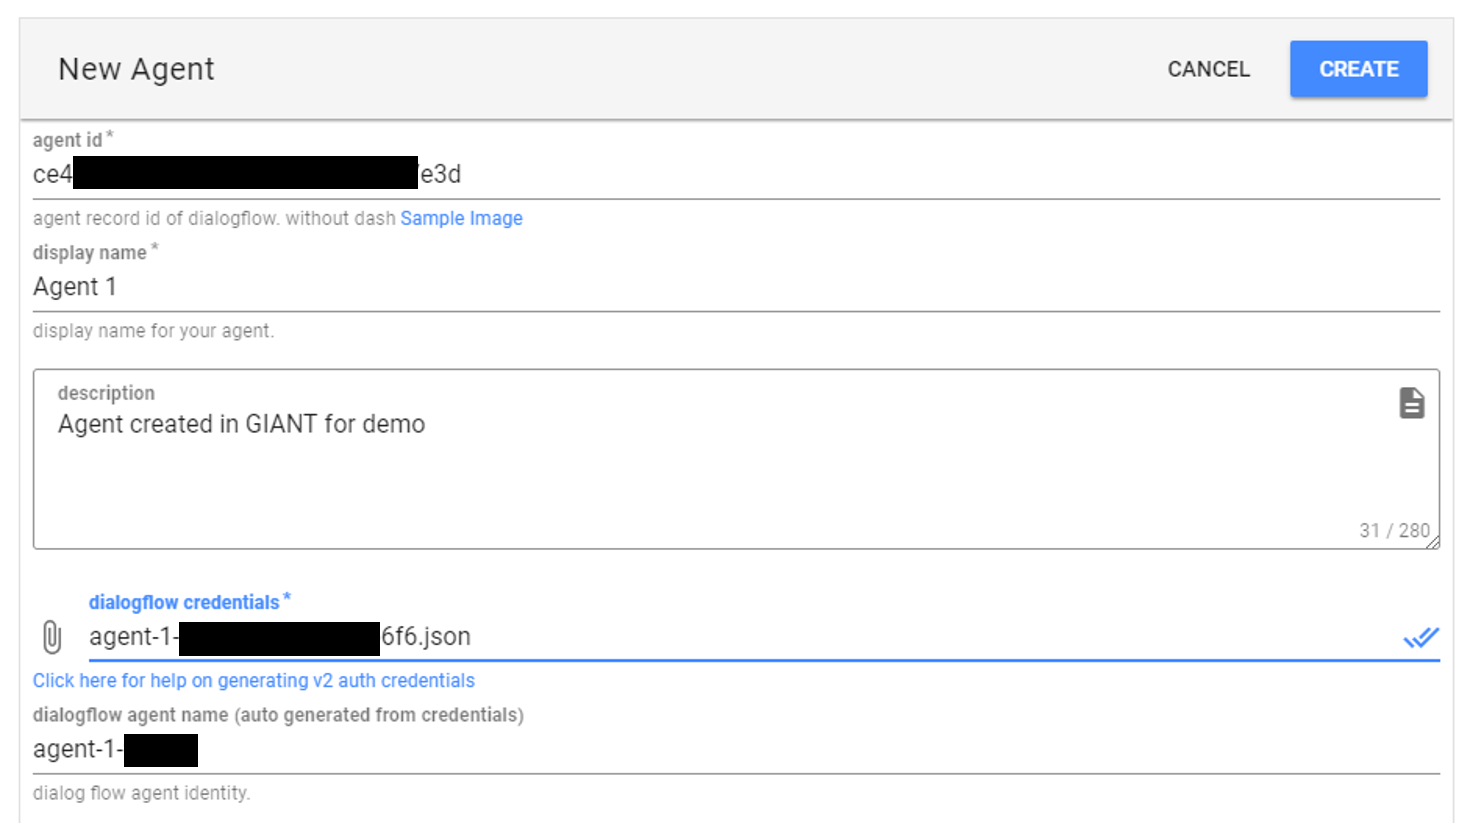 New Agent
CANCEL
CREATE
agent id *
ce4 e3d
agent record id of dialogflow. without dash Sample Image
display name *
Agent 1
display name for your agent.
description
Agent created in GIANT for demo
31 / 280
dialogflow credentials *
agent-1- 6f6.json
Click here for help on generating v2 auth credentials
dialogflow agent name (auto generated from credentials)
agent-1-
dialog flow agent identity.